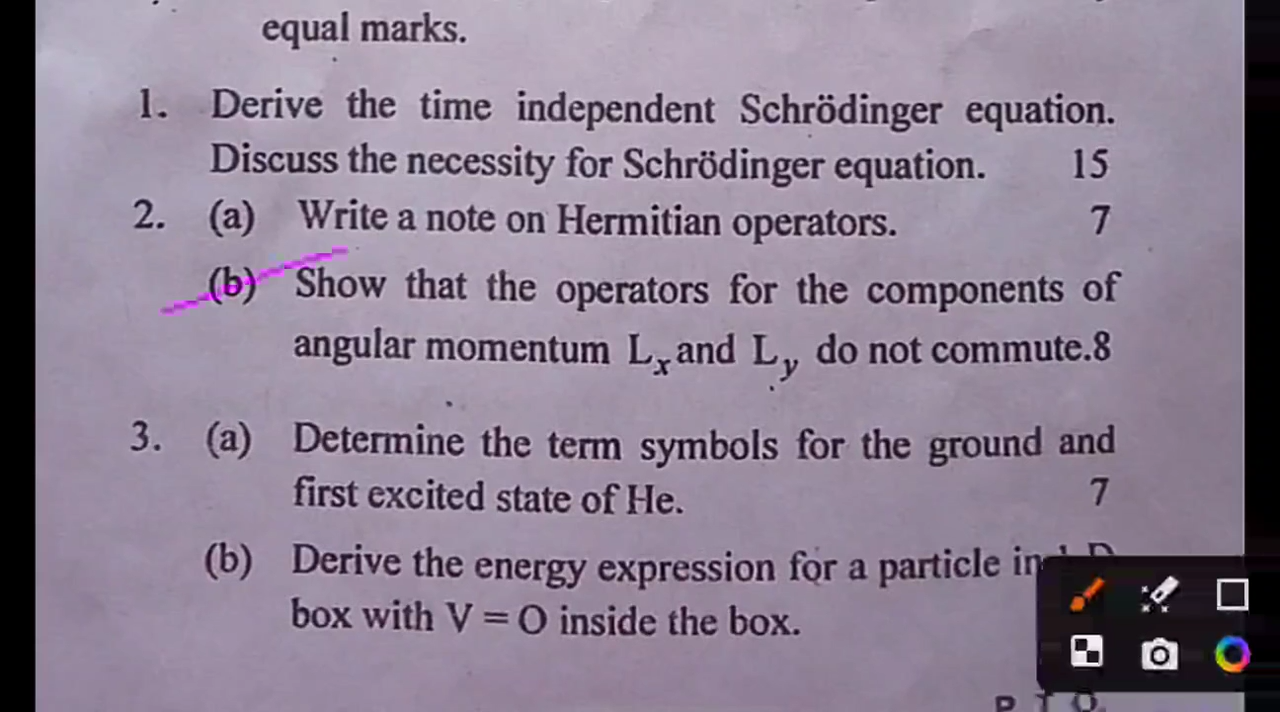 equal marks.
1. Derive the time independent Schrödinger equation.
Discuss the necessity for Schrödinger equation. 15
2. (a) Write a note on Hermitian operators. 7
(b) Show that the operators for the components of
angular momentum Lx and Ly do not commute.8
3. (a) Determine the term symbols for the ground and
first excited state of He. 7
(b) Derive the energy expression for a particle in
box with V = O inside the box.
P. T. O.